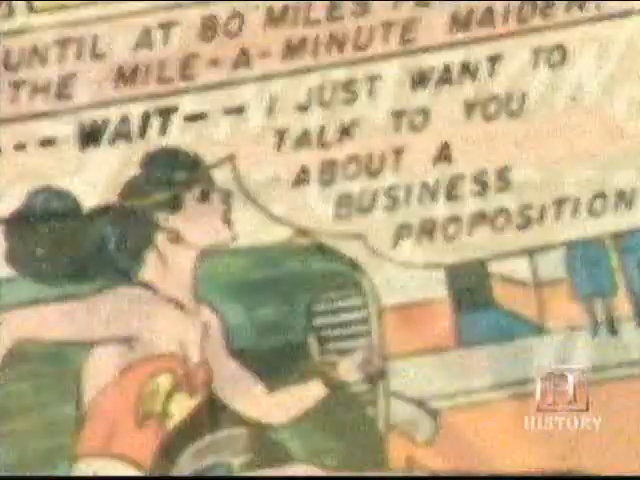 UNTIL AT 80 MILES
THE MILE-A-MINUTE MAIDEN
--WAIT-- I JUST WANT TO
TALK TO YOU
ABOUT A
BUSINESS
PROPOSITION
H
HISTORY